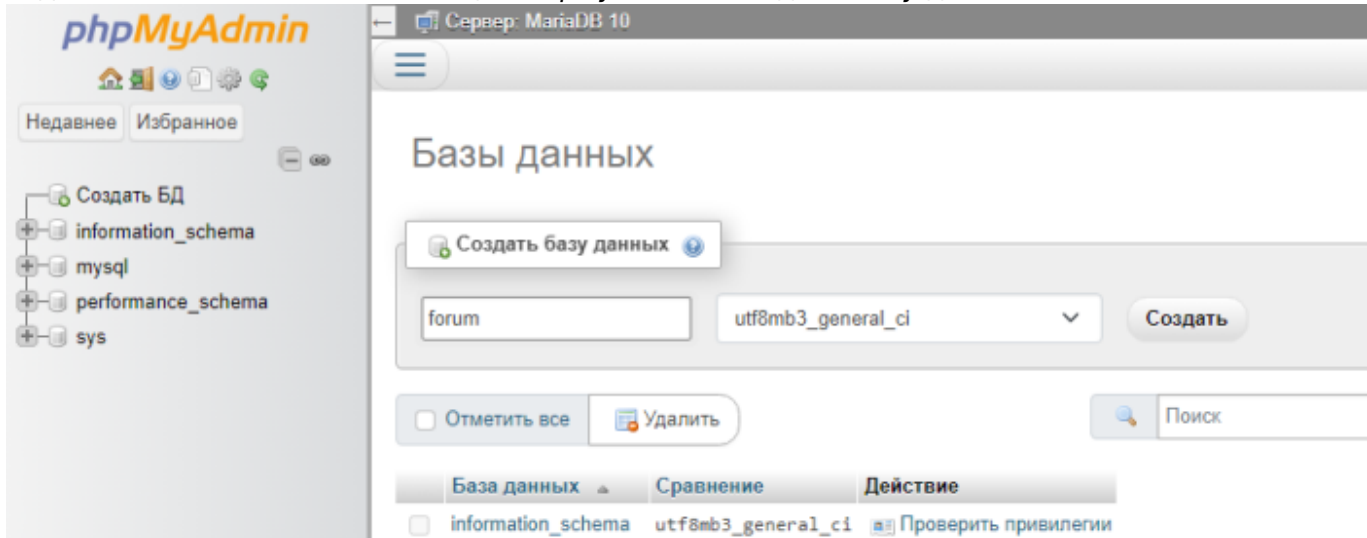 phpMyAdmin
Недавнее Избранное
Создать БД
information_schema
mysql
performance_schema
sys
Сервер: MariaDB 10
Базы данных
Создать базу данных
forum utf8mb3_general_ci Создать
Отметить все Удалить Поиск
База данных Сравнение Действие
information_schema utf8mb3_general_ci Проверить привилегии